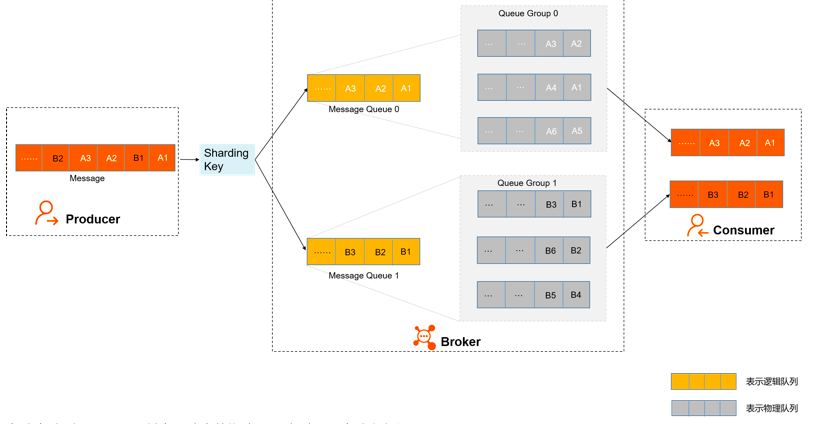 Queue Group 0
… … A3 A2
… … A4 A1
… … A6 A5
…… A3 A2 A1
Message Queue 0
…… B2 A3 A2 B1 A1
Message
Producer
Sharding Key
Queue Group 1
… … B3 B1
… … B6 B2
… … B5 B4
…… B3 B2 B1
Message Queue 1
Broker
…… A3 A2 A1
…… B3 B2 B1
Consumer
表示逻辑队列
表示物理队列